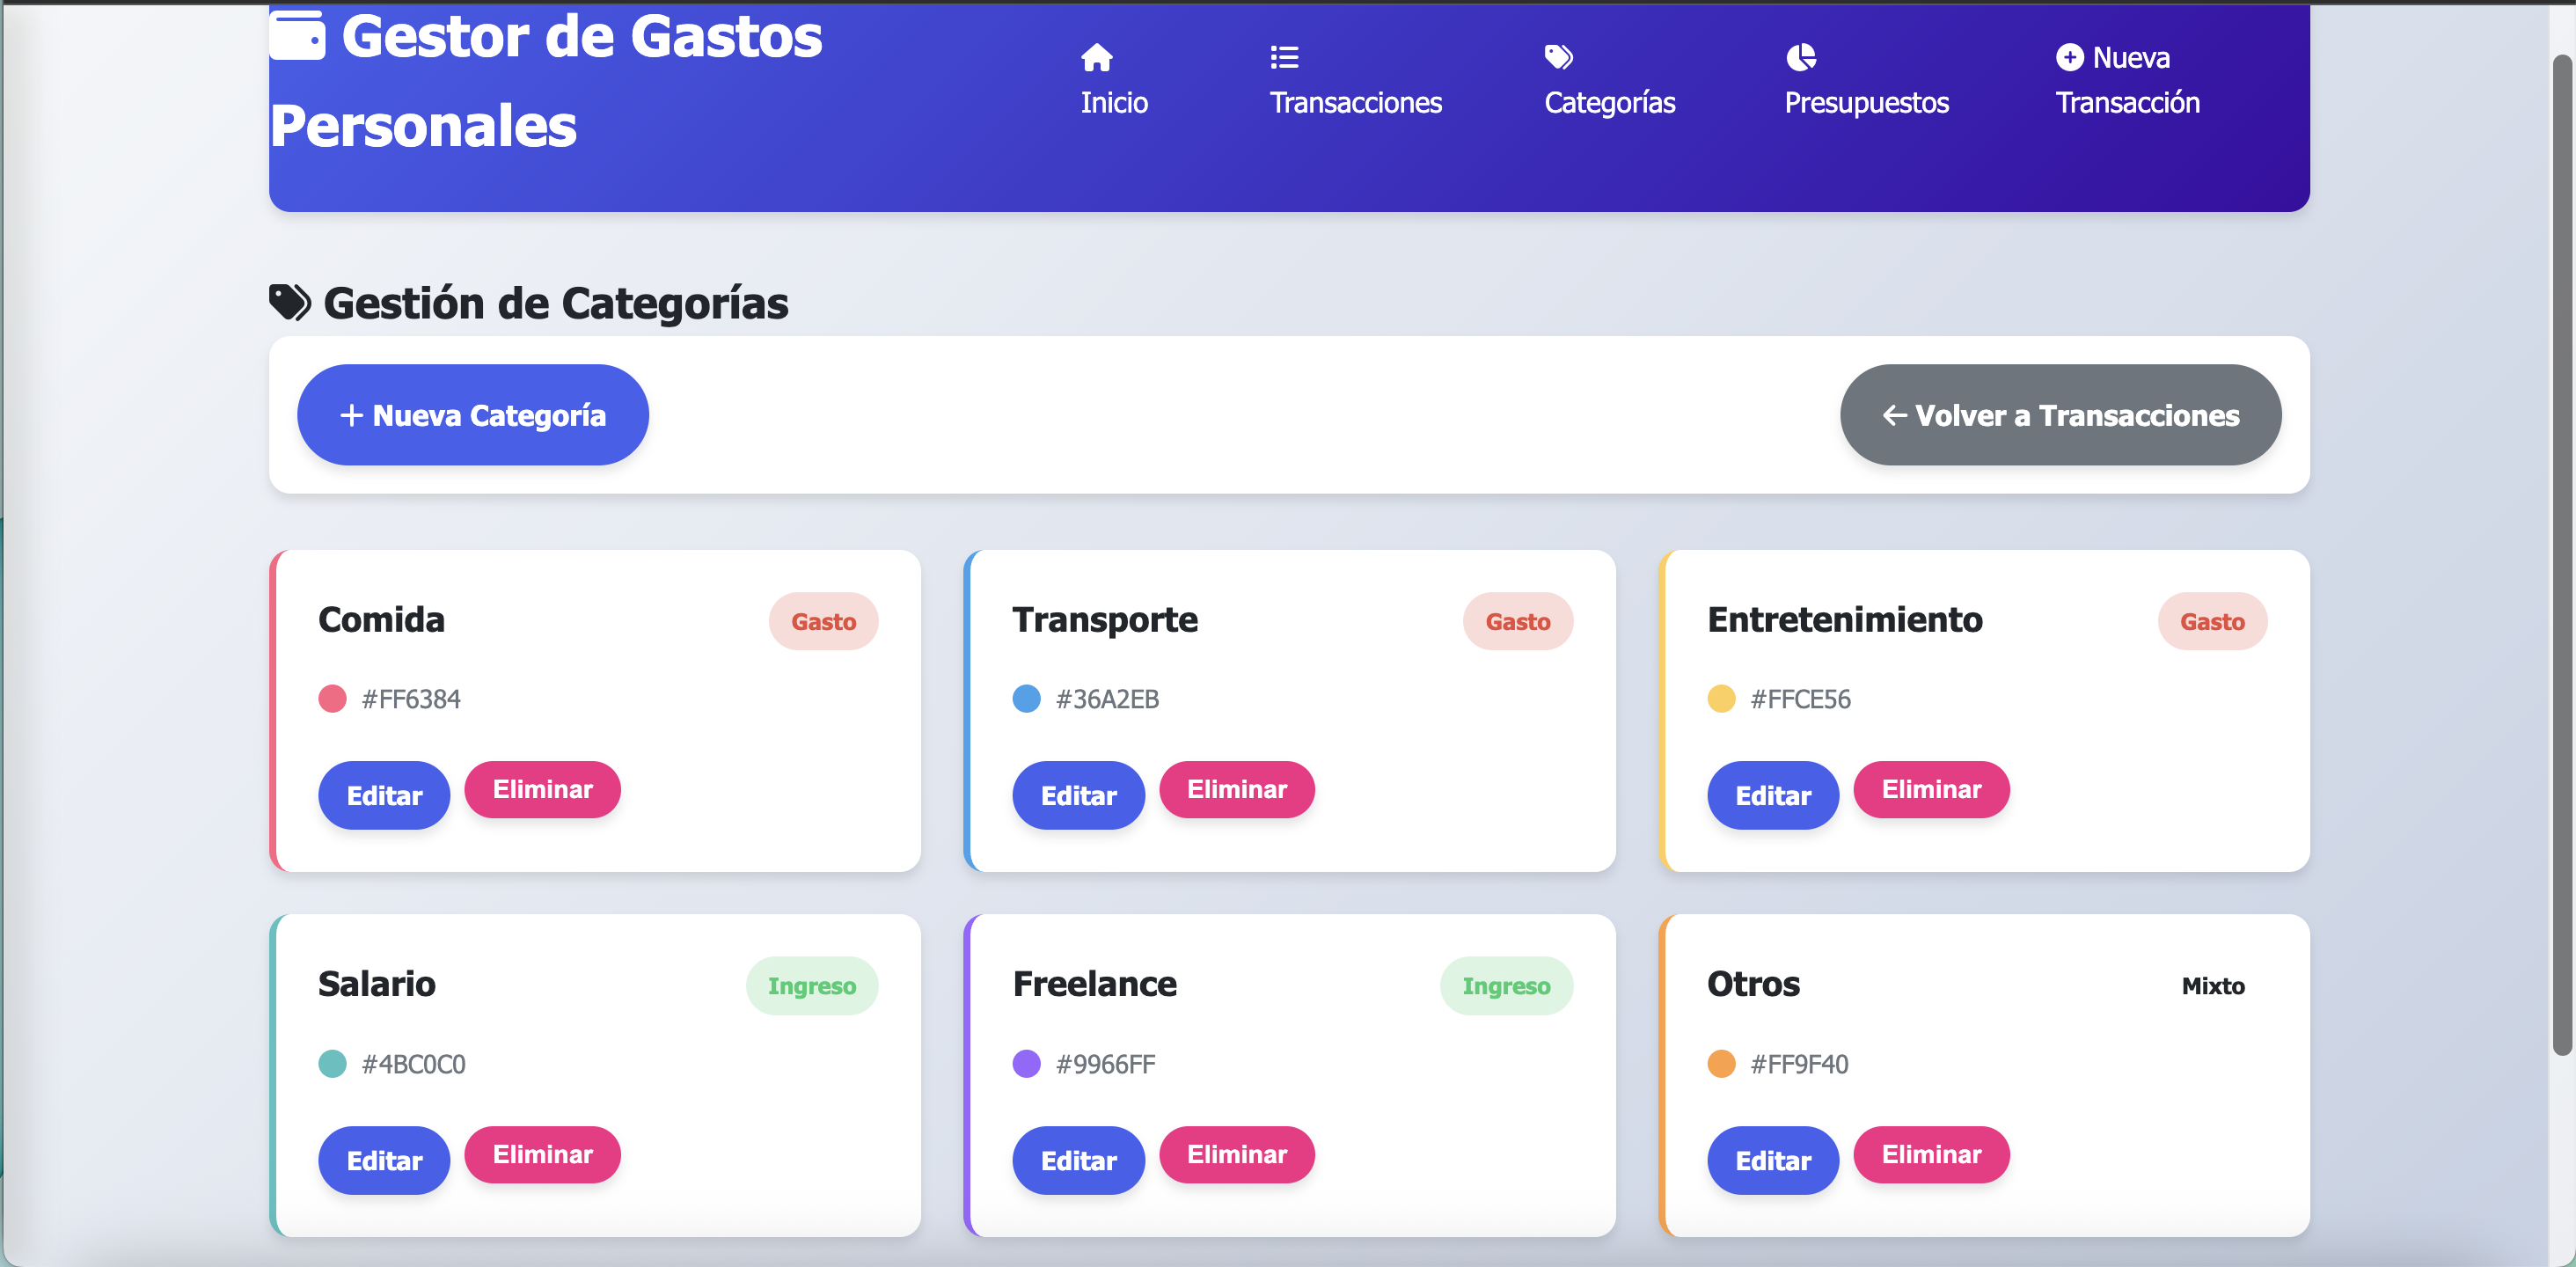 Gestor de Gastos
Personales
Inicio
Transacciones
Categorías
Presupuestos
Nueva
Transacción
Gestión de Categorías
+ Nueva Categoría
← Volver a Transacciones
Comida
Gasto
#FF6384
Editar
Eliminar
Transporte
Gasto
#36A2EB
Editar
Eliminar
Entretenimiento
Gasto
#FFCE56
Editar
Eliminar
Salario
Ingreso
#4BC0C0
Editar
Eliminar
Freelance
Ingreso
#9966FF
Editar
Eliminar
Otros
Mixto
#FF9F40
Editar
Eliminar